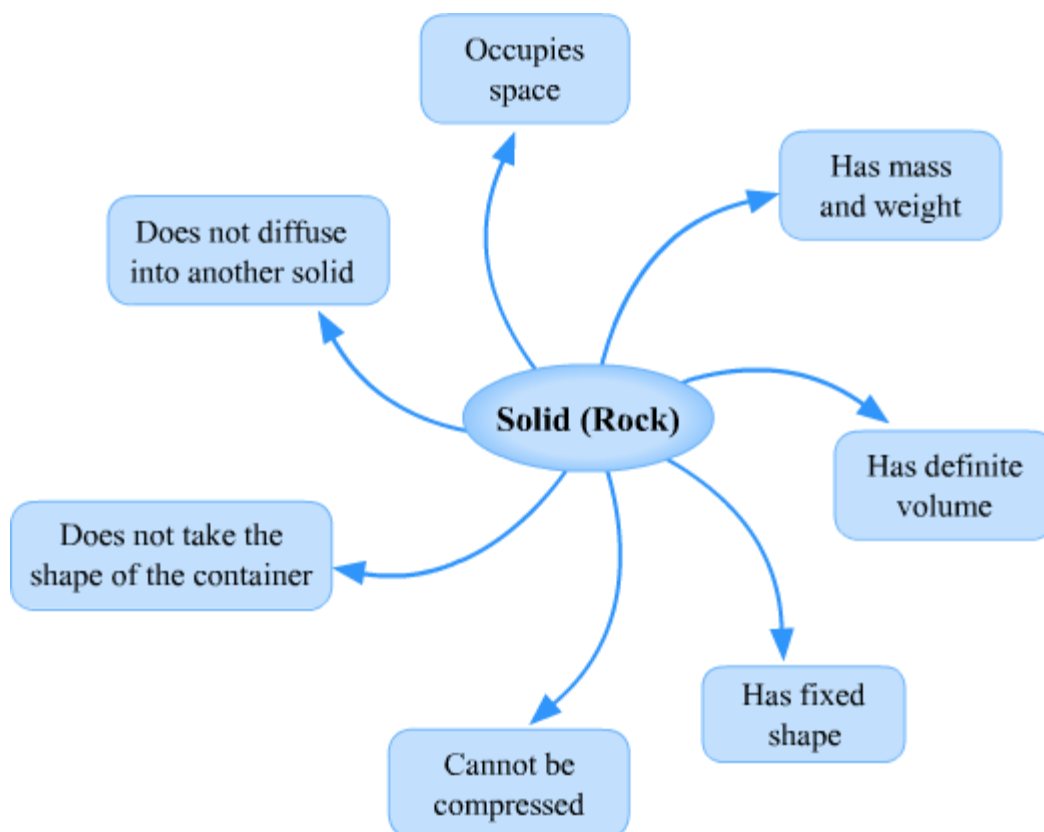 Occupies
space
Has mass
and weight
Does not diffuse
into another solid
Solid (Rock)
Has definite
volume
Does not take the
shape of the container
Has fixed
shape
Cannot be
compressed